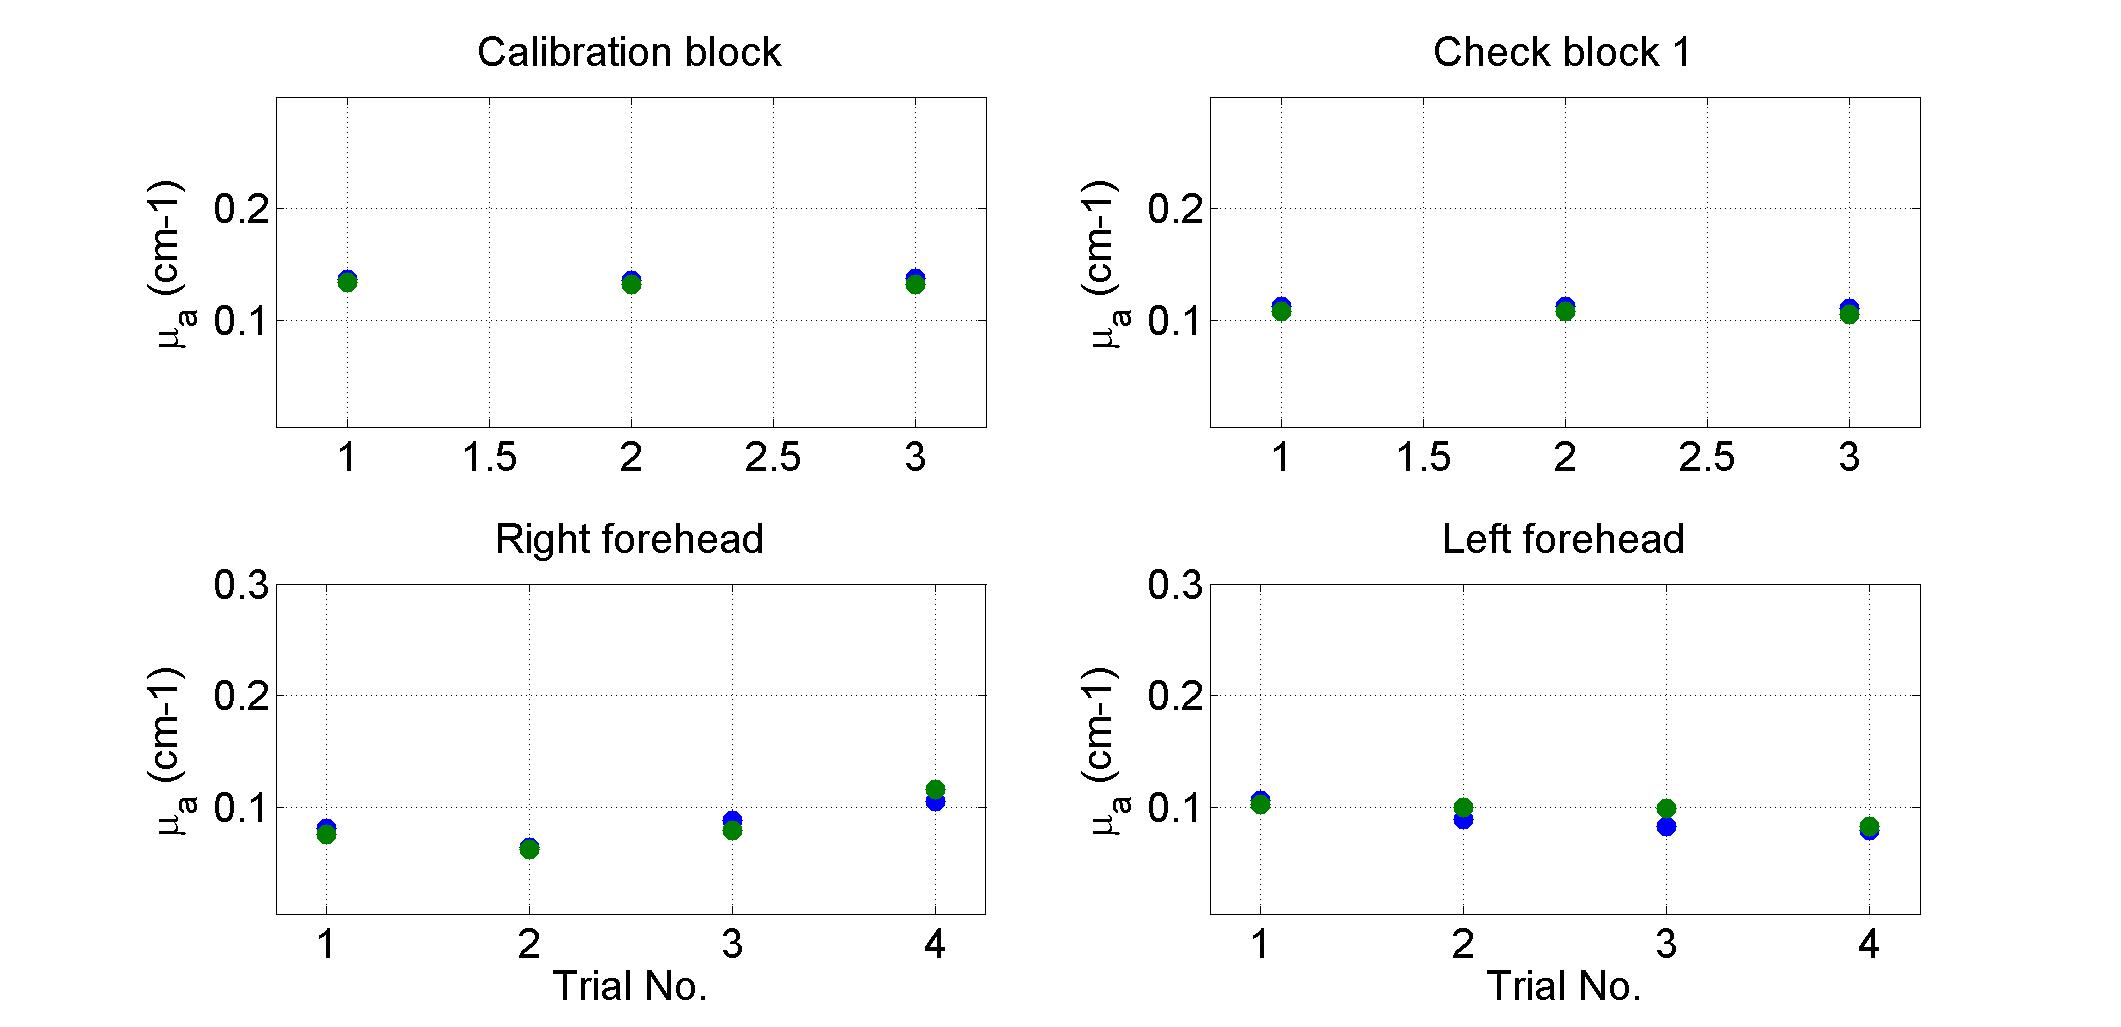 Calibration block
μa (cm-1)
0.2
0.1
1 1.5 2 2.5 3
Check block 1
μa (cm-1)
0.2
0.1
1 1.5 2 2.5 3
Right forehead
μa (cm-1)
0.3
0.2
0.1
1 2 3 4
Trial No.
Left forehead
μa (cm-1)
0.3
0.2
0.1
1 2 3 4
Trial No.